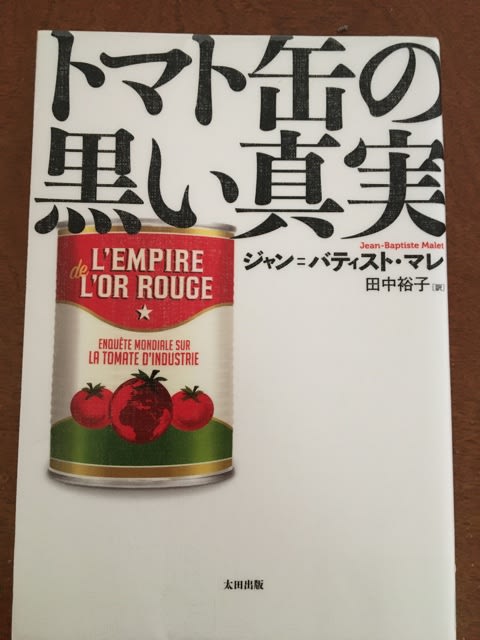 トマト缶の
黒い真実
Jean-Baptiste Malet
ジャン=バティスト・マレ
田中裕子[訳]
L'EMPIRE
de
L'OR ROUGE
ENQUÊTE MONDIALE SUR
LA TOMATE D'INDUSTRIE
太田出版